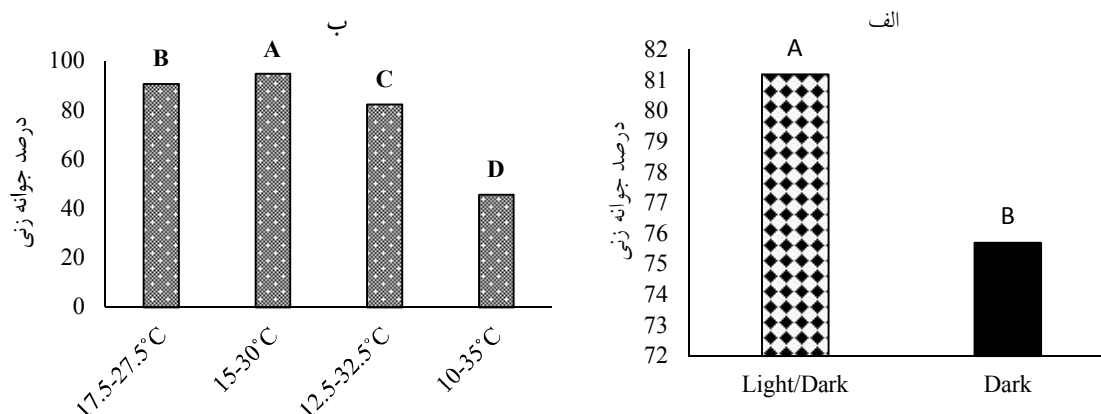 الف
درصد جوانه زنی
82
81
80
79
78
77
76
75
74
73
72
A
B
Light/Dark
Dark
ب
درصد جوانه زنی
100
80
60
40
20
0
B
A
C
D
17.5-27.5°C
15-30°C
12.5-32.5°C
10-35°C